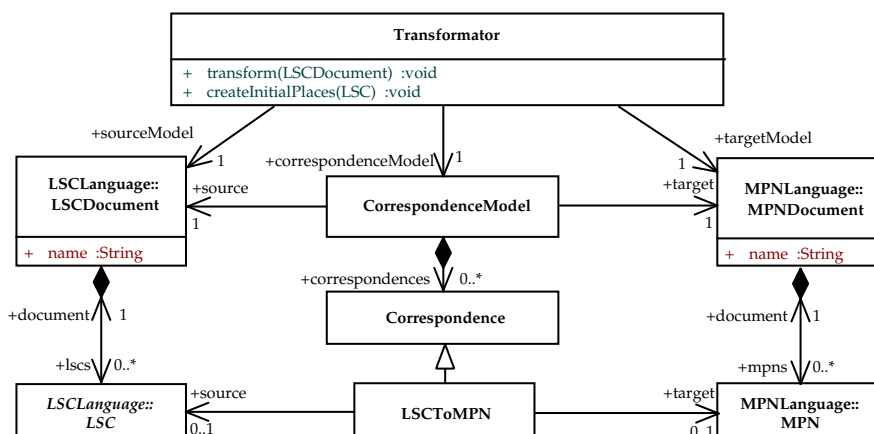 Transformator
+ transform(LSCDocument) :void
+ createInitialPlaces(LSC) :void
+sourceModel
1
+correspondenceModel
1
+targetModel
1
LSCLanguage::
LSCDocument
+ name :String
+source
1
CorrespondenceModel
+target
1
MPNLanguage::
MPNDocument
+ name :String
+correspondences
0..*
+document
1
+lscs
0..*
Correspondence
+document
1
+mpns
0..*
LSCLanguage::
LSC
+source
0..1
LSCToMPN
+target
0..1
MPNLanguage::
MPN